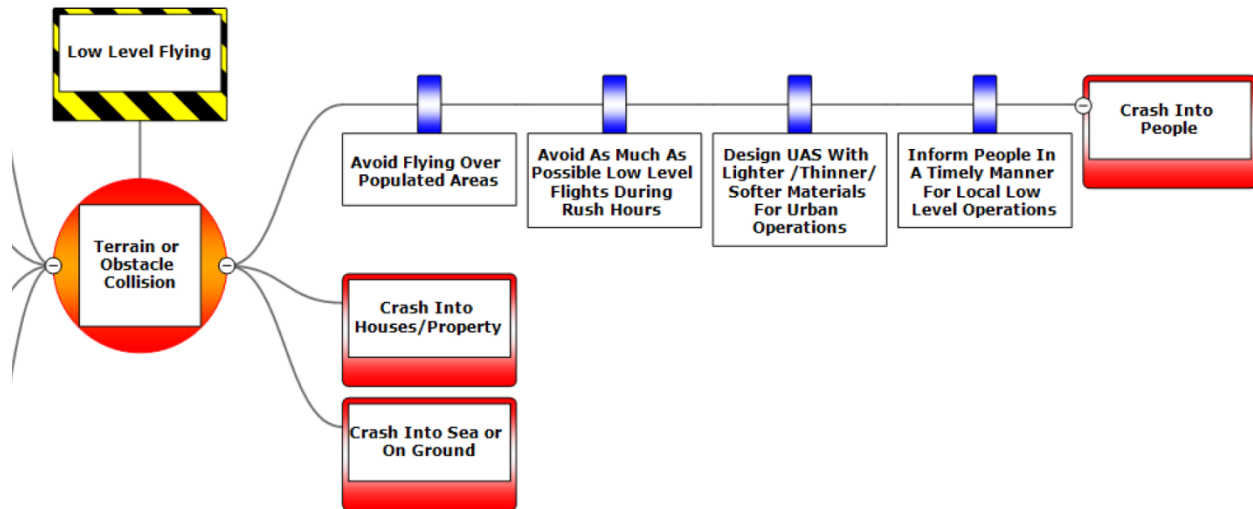 Low Level Flying
Terrain or
Obstacle
Collision
Avoid Flying Over
Populated Areas
Avoid As Much As
Possible Low Level
Flights During
Rush Hours
Design UAS With
Lighter /Thinner/
Softer Materials
For Urban
Operations
Inform People In
A Timely Manner
For Local Low
Level Operations
Crash Into
People
Crash Into
Houses/Property
Crash Into Sea or
On Ground